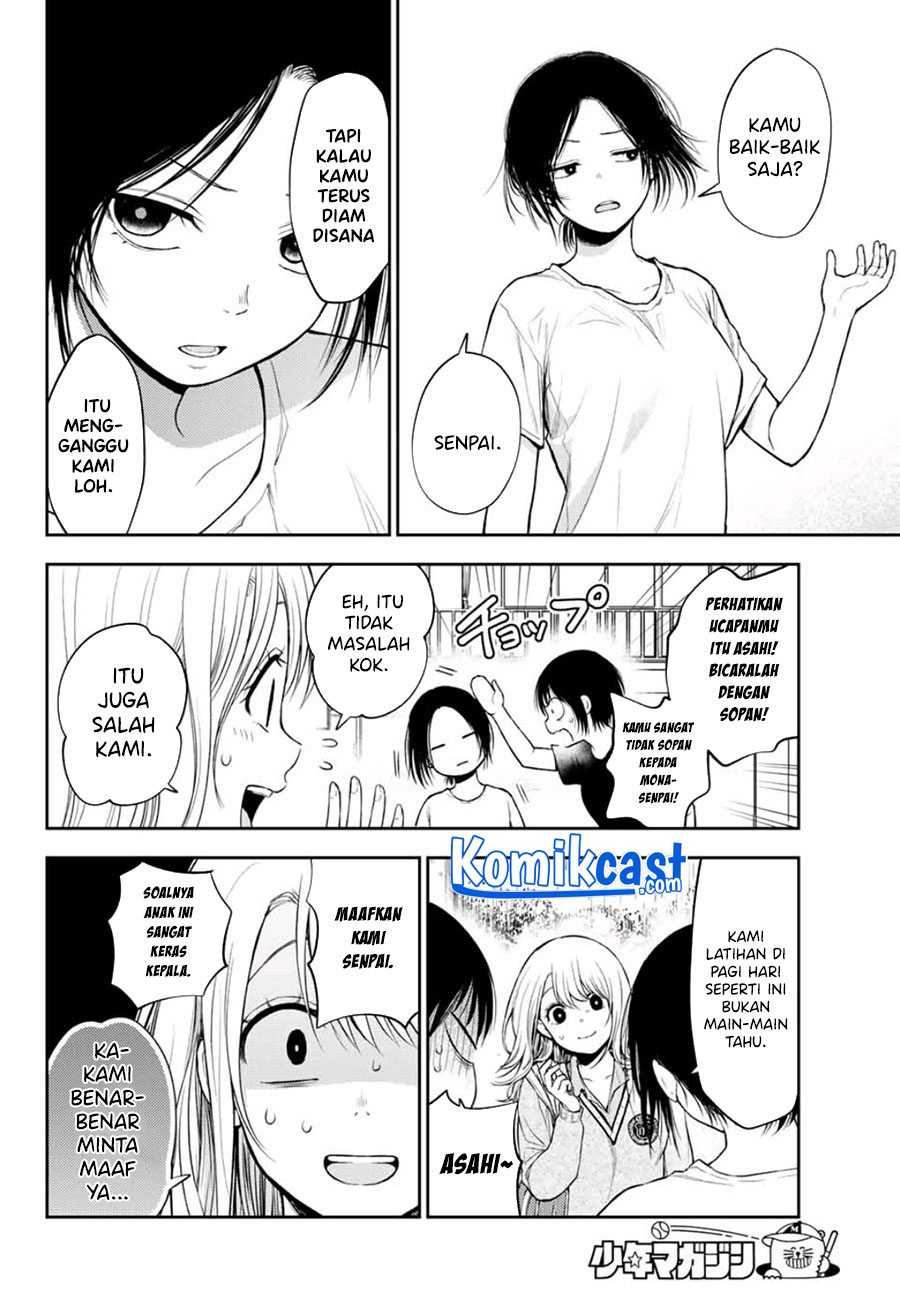 KAMU
BAIK-BAIK
SAJA?
SENPAI.
TAPI
KALAU
KAMU
TERUS
DIAM
DISANA
ITU
MENG-
GANGGU
KAMI
LOH.
PERHATIKAN
UCAPANMU
ITU ASAHI!
BICARALAH
DENGAN
SOPAN!
KAMU SANGAT
TIDAK SOPAN
KEPADA
MONA-
SENPAI!
チョップ
EH, ITU
TIDAK
MASALAH
KOK.
ITU
JUGA
SALAH
KAMI.
Komikcast
.com
KAMI
LATIHAN DI
PAGI HARI
SEPERTI INI
BUKAN
MAIN-MAIN
TAHU.
ASAHI~
MAAFKAN
KAMI
SENPAI.
SOALNYA
ANAK INI
SANGAT
KERAS
KEPALA.
KA-
KAMI
BENAR-
BENAR
MINTA
MAAF
YA...
少年マガジン
M